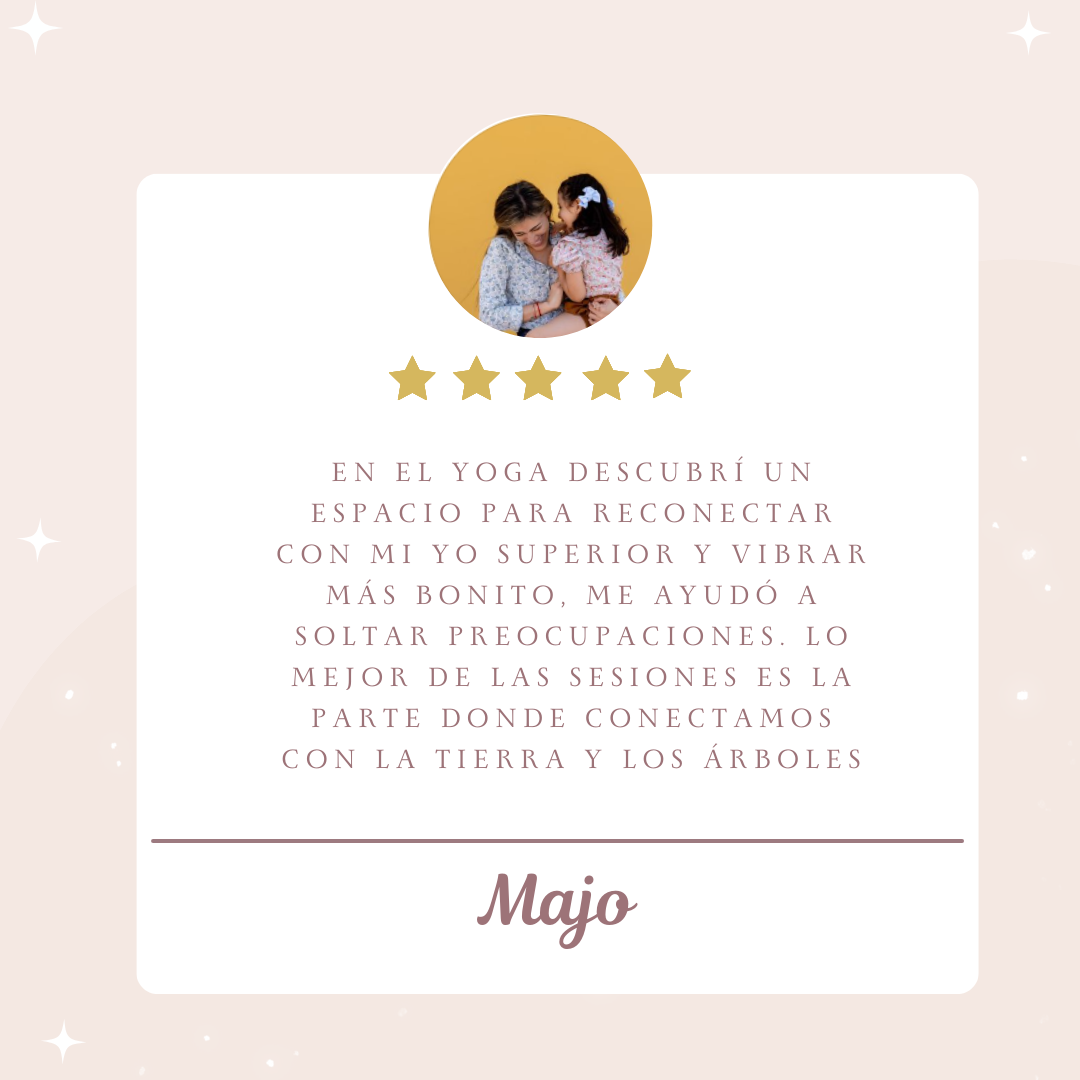 EN EL YOGA DESCUBRÍ UN
ESPACIO PARA RECONECTAR
CON MI YO SUPERIOR Y VIBRAR
MÁS BONITO, ME AYUDÓ A
SOLTAR PREOCUPACIONES. LO
MEJOR DE LAS SESIONES ES LA
PARTE DONDE CONECTAMOS
CON LA TIERRA Y LOS ÁRBOLES
Majo